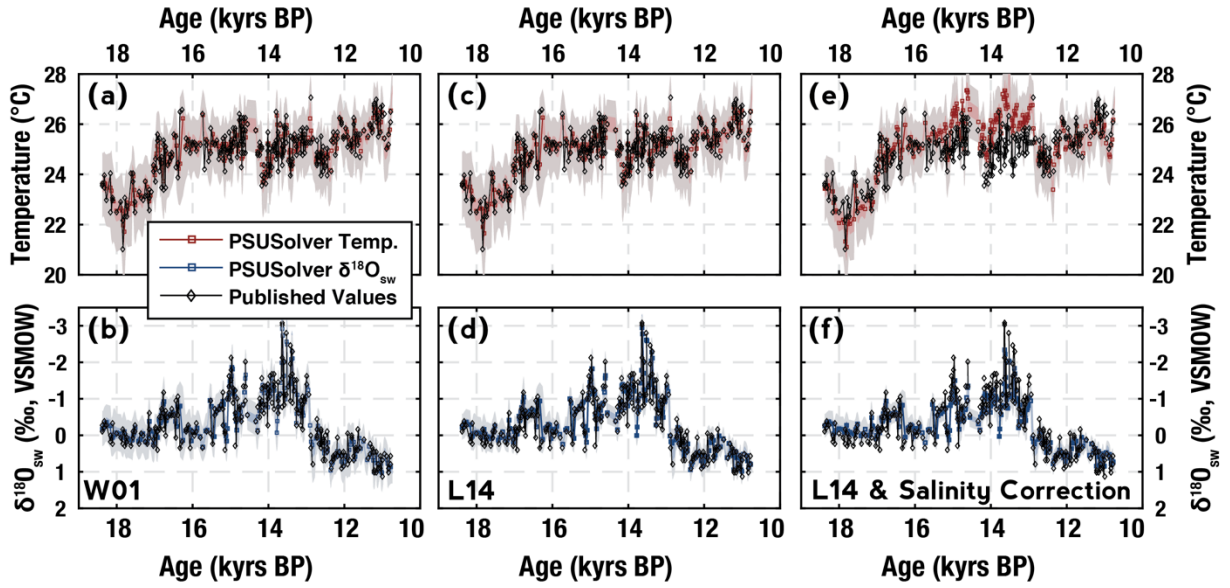 Age (kyrs BP) Age (kyrs BP) Age (kyrs BP)
18 16 14 12 10 18 16 14 12 10 18 16 14 12 10
28 (a) (c) (e) 28
26 26
24 24
22 22
20 20
Temperature (°C) Temperature (°C)
PSUSolver Temp.
PSUSolver δ¹⁸Osw
Published Values
-3 (b) (d) (f) -3
-2 -2
-1 -1
0 0
1 1
2 2
δ¹⁸Osw (‰, VSMOW) δ¹⁸Osw (‰, VSMOW)
W01 L14 L14 & Salinity Correction
18 16 14 12 10 18 16 14 12 10 18 16 14 12 10
Age (kyrs BP) Age (kyrs BP) Age (kyrs BP)